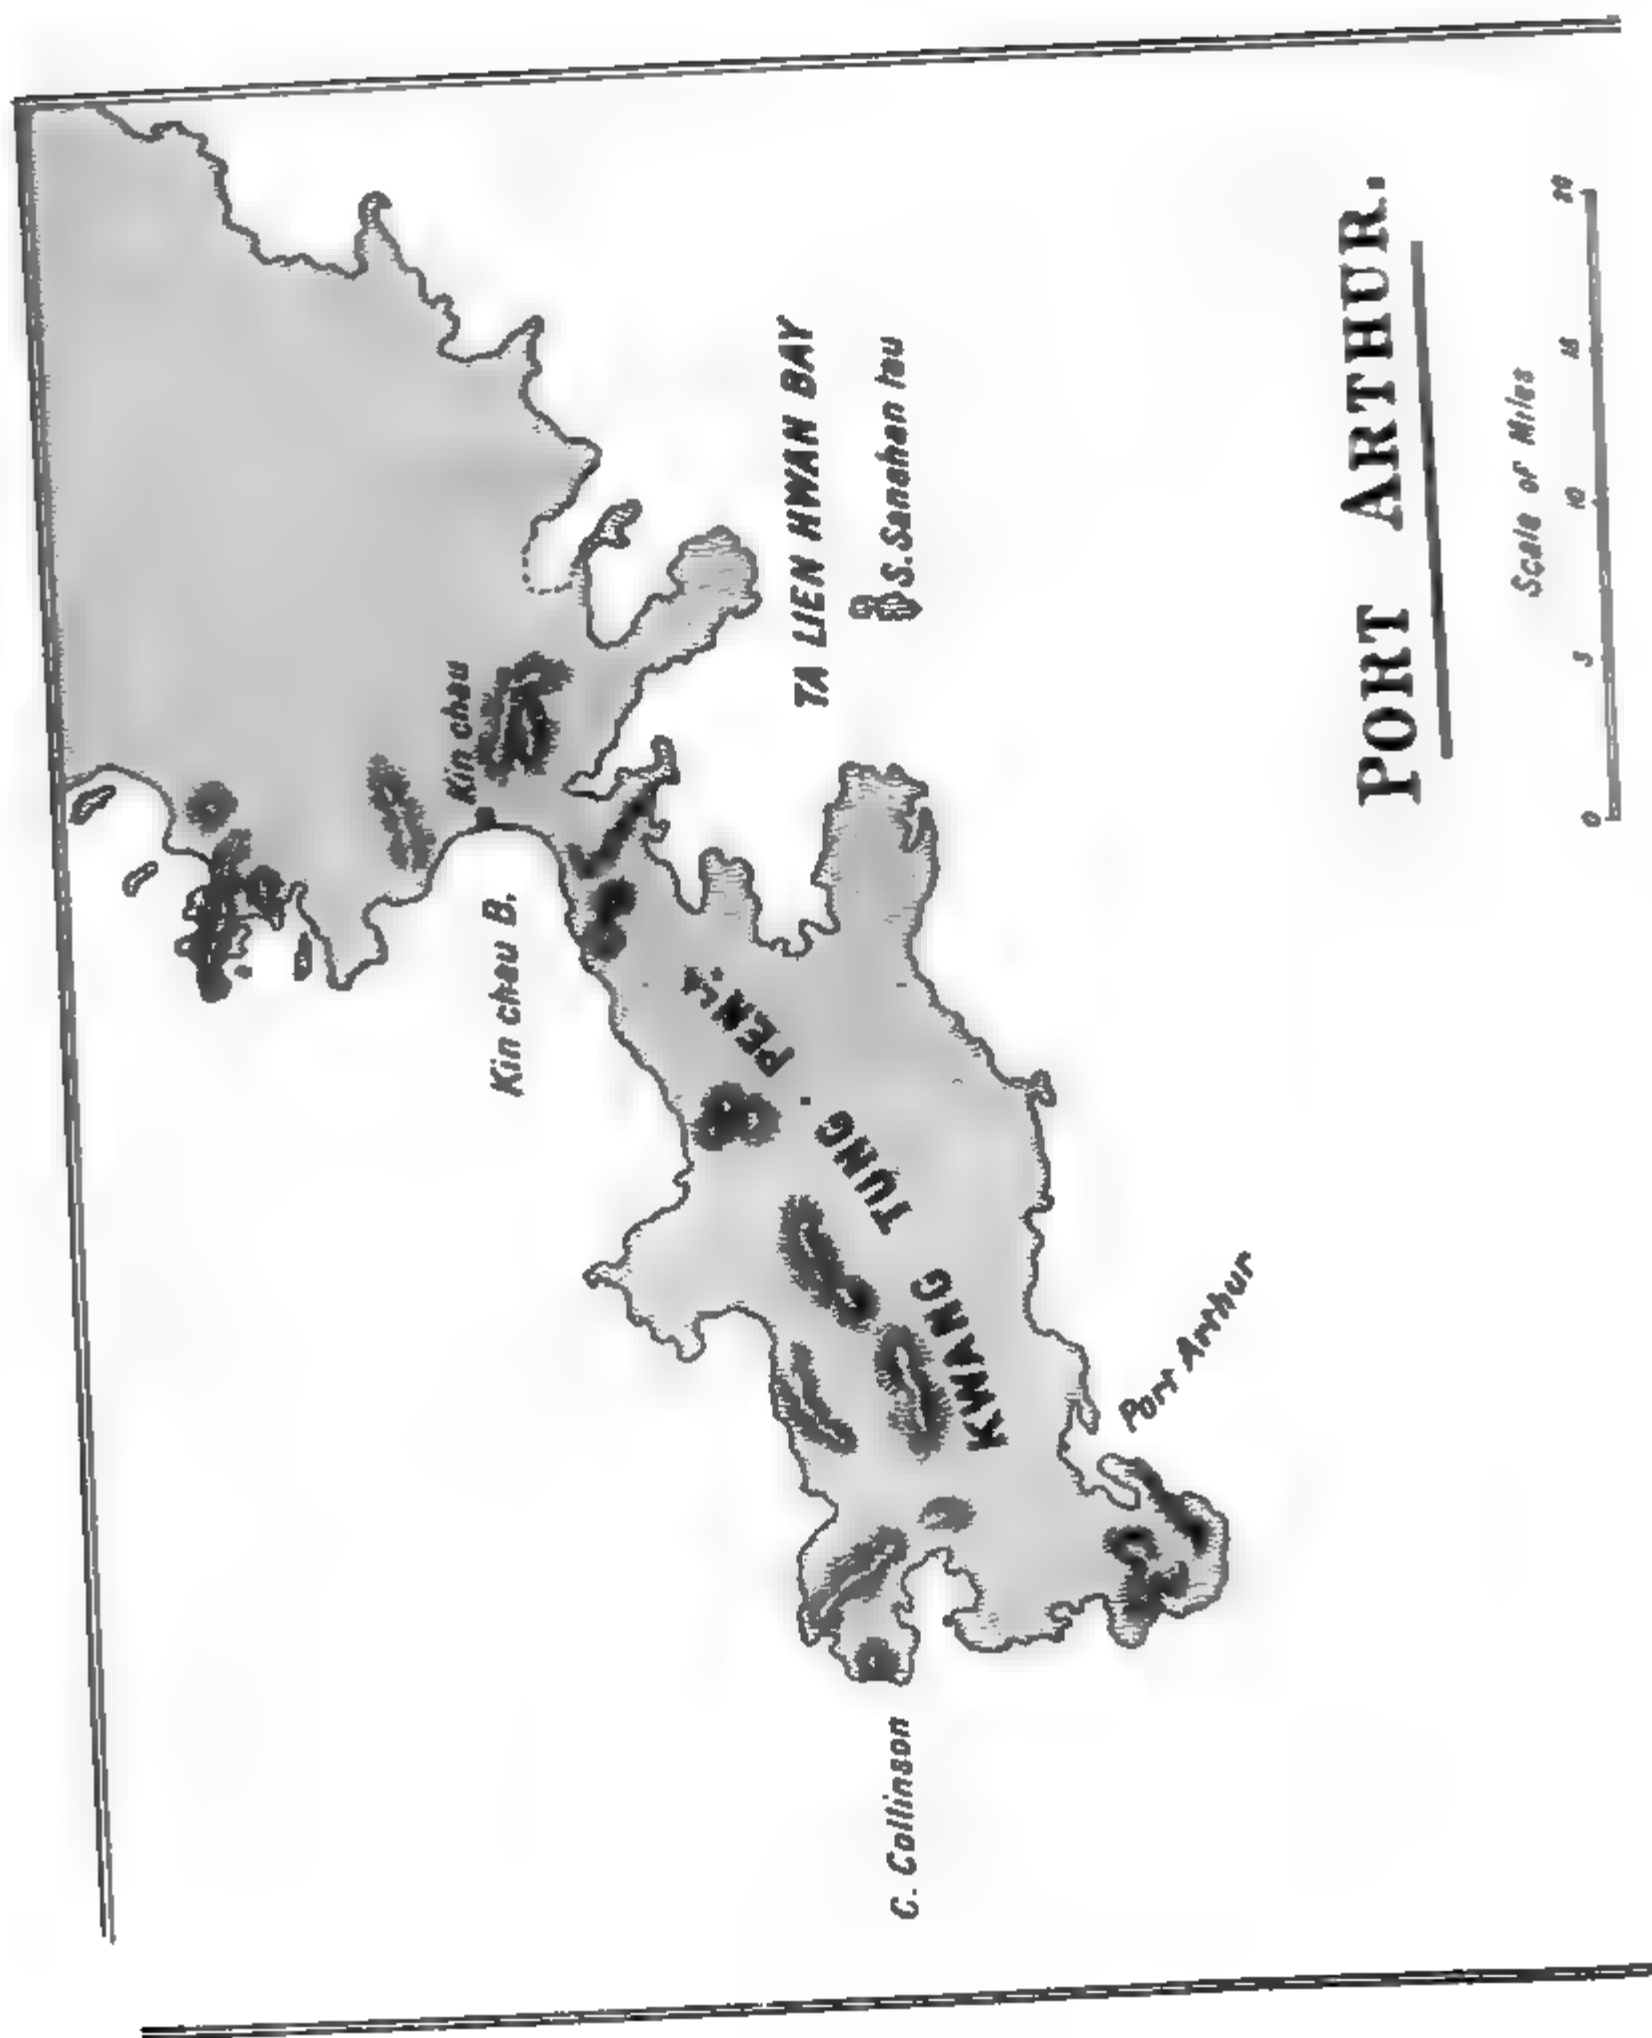 Kin chau
Kin chau B.
TA LIEN HWAN BAY
S. Sanshan tau
KWANG TUNG PENLA.
Port Arthur
C. Collinson
PORT ARTHUR.
Scale of Miles
0 5 10 15 20